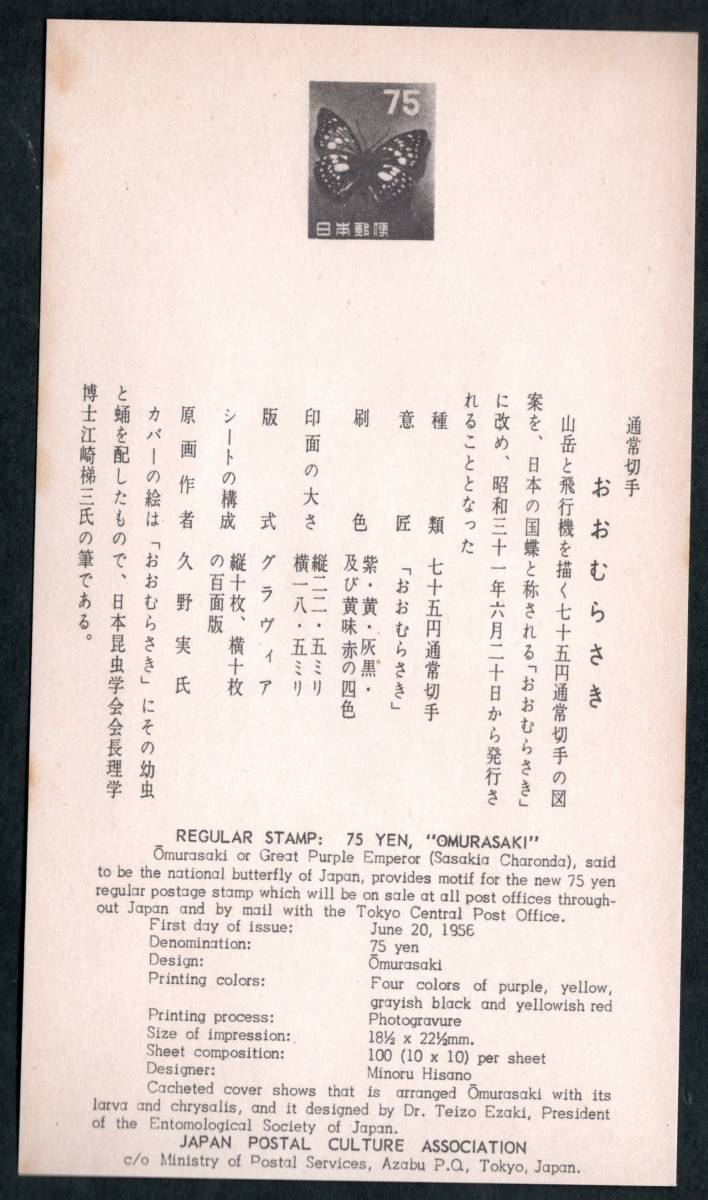 75
日本郵便
通常切手
おおむらさき
山岳と飛行機を描く七十五円通常切手の図
案を、日本の国蝶と称される「おおむらさき」
に改め、昭和三十一年六月二十日から発行さ
れることとなった
種類 七十五円通常切手
意匠 「おおむらさき」
刷色 紫・黄・灰黒・
及び黄味赤の四色
印面の大さ 縦二二・五ミリ
横一八・五ミリ
版式 グラヴィア
シートの構成 縦十枚、横十枚
の百面版
原画作者 久野実氏
カバーの絵は「おおむらさき」にその幼虫
と蛹を配したもので、日本昆虫学会会長理学
博士江崎悌三氏の筆である。
REGULAR STAMP: 75 YEN, "OMURASAKI"
Ōmurasaki or Great Purple Emperor (Sasakia Charonda), said
to be the national butterfly of Japan, provides motif for the new 75 yen
regular postage stamp which will be on sale at all post offices through-
out Japan and by mail with the Tokyo Central Post Office.
First day of issue: June 20, 1956
Denomination: 75 yen
Design: Ōmurasaki
Printing colors: Four colors of purple, yellow,
grayish black and yellowish red
Printing process: Photogravure
Size of impression: 18½ x 22½mm.
Sheet composition: 100 (10 x 10) per sheet
Designer: Minoru Hisano
Cacheted cover shows that is arranged Ōmurasaki with its
larva and chrysalis, and it designed by Dr. Teizo Ezaki, President
of the Entomological Society of Japan.
JAPAN POSTAL CULTURE ASSOCIATION
c/o Ministry of Postal Services, Azabu P.O., Tokyo, Japan.